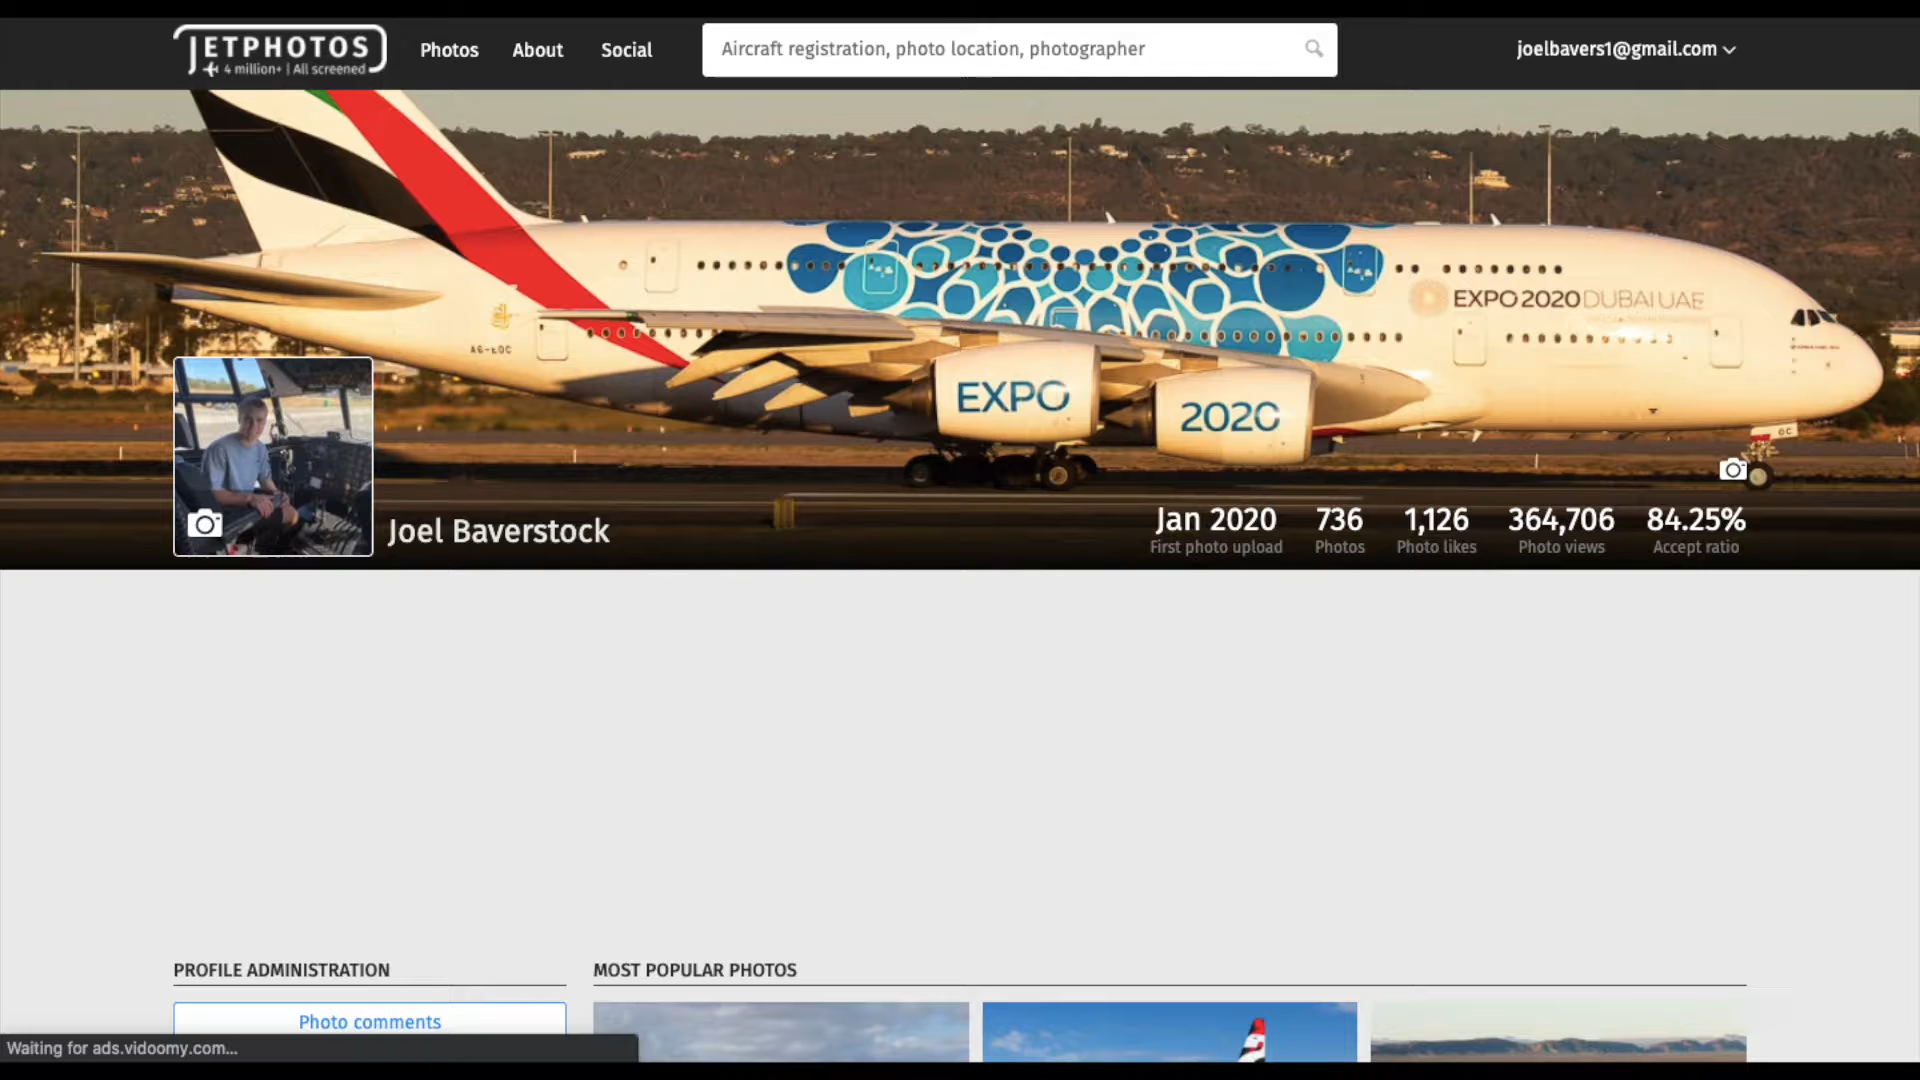 JETPHOTOS
4 million+ | All screened
Photos
About
Social
Aircraft registration, photo location, photographer
joelbavers1@gmail.com
EXPO 2020 DUBAI UAE
A6-EOC
EXPO
2020
OC
Joel Baverstock
Jan 2020
First photo upload
736
Photos
1,126
Photo likes
364,706
Photo views
84.25%
Accept ratio
PROFILE ADMINISTRATION
MOST POPULAR PHOTOS
Photo comments
Waiting for ads.vidoomy.com...